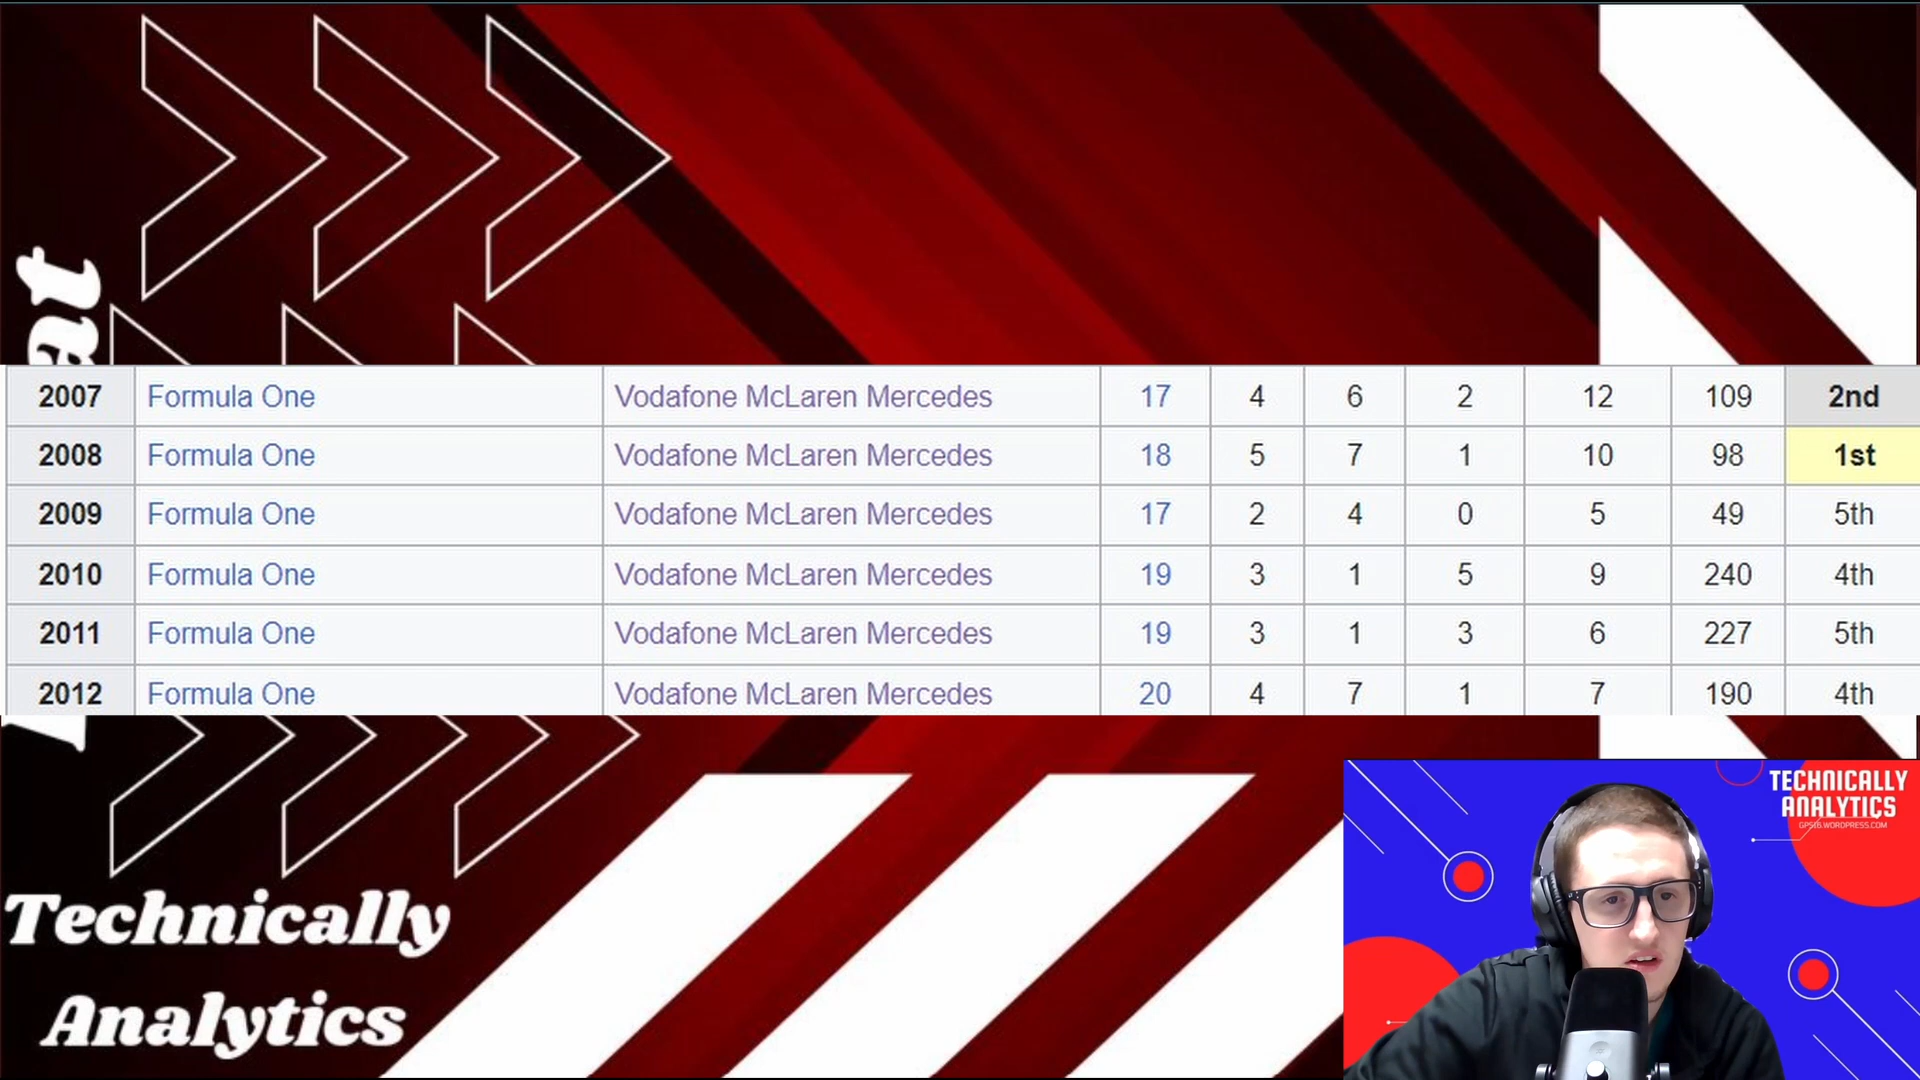 at
2007 Formula One Vodafone McLaren Mercedes 17 4 6 2 12 109 2nd
2008 Formula One Vodafone McLaren Mercedes 18 5 7 1 10 98 1st
2009 Formula One Vodafone McLaren Mercedes 17 2 4 0 5 49 5th
2010 Formula One Vodafone McLaren Mercedes 19 3 1 5 9 240 4th
2011 Formula One Vodafone McLaren Mercedes 19 3 1 3 6 227 5th
2012 Formula One Vodafone McLaren Mercedes 20 4 7 1 7 190 4th
Technically
Analytics
TECHNICALLY
ANALYTICS